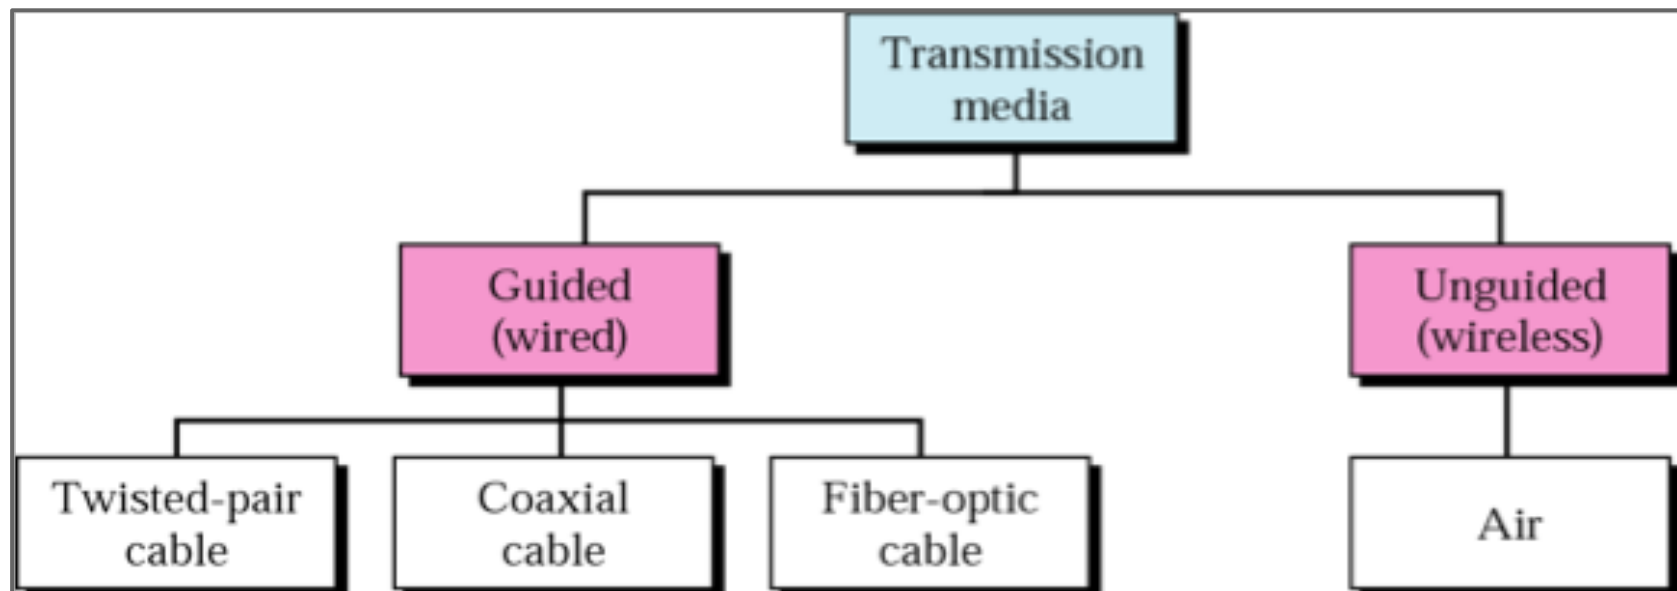 Transmission
media
Guided
(wired)
Unguided
(wireless)
Twisted-pair
cable
Coaxial
cable
Fiber-optic
cable
Air